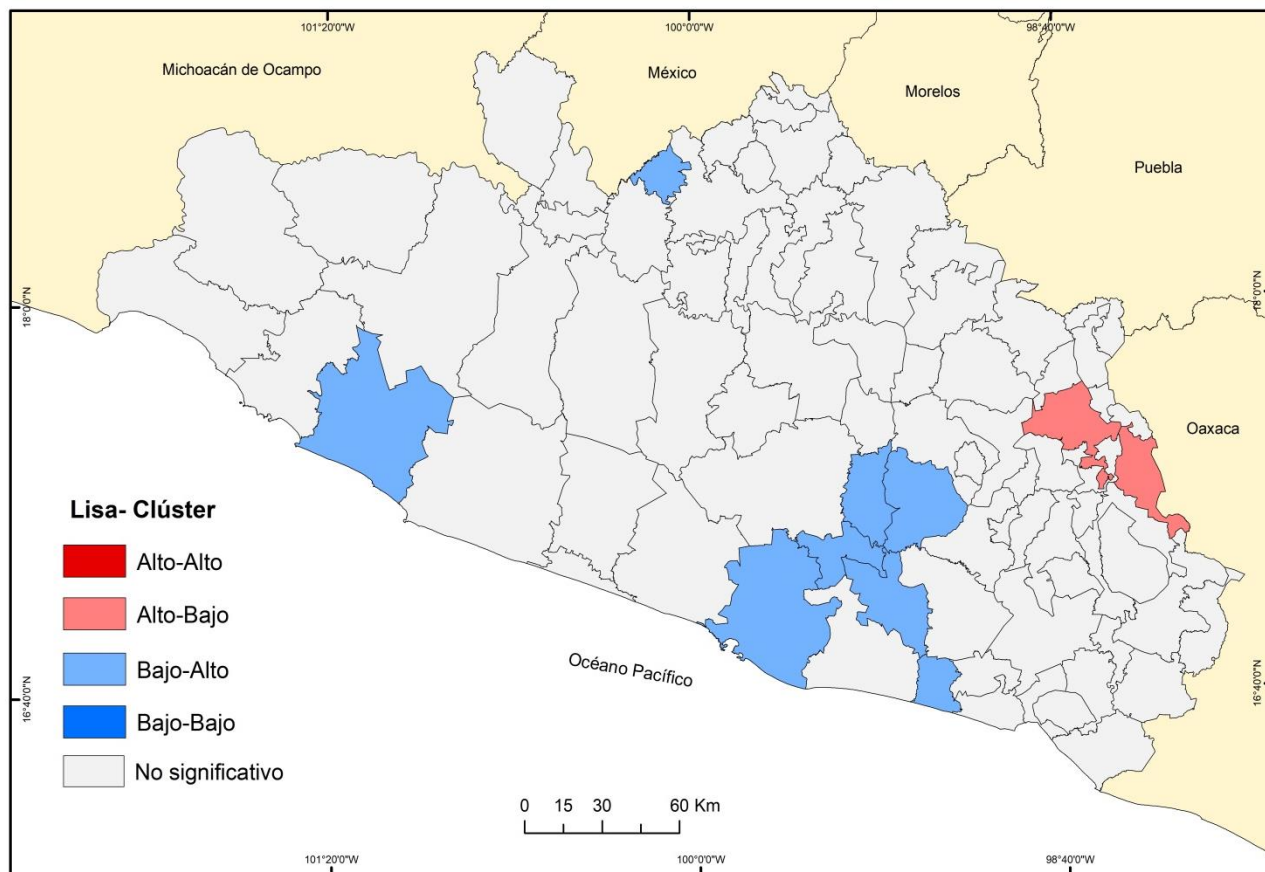 101°20'0"W
100°0'0"W
98°40'0"W
Michoacán de Ocampo
México
Morelos
Puebla
18°0'0"N
18°0'0"N
Oaxaca
Lisa- Clúster
Alto-Alto
Alto-Bajo
Bajo-Alto
Bajo-Bajo
No significativo
Océano Pacífico
16°40'0"N
16°40'0"N
0 15 30 60 Km
101°20'0"W
100°0'0"W
98°40'0"W